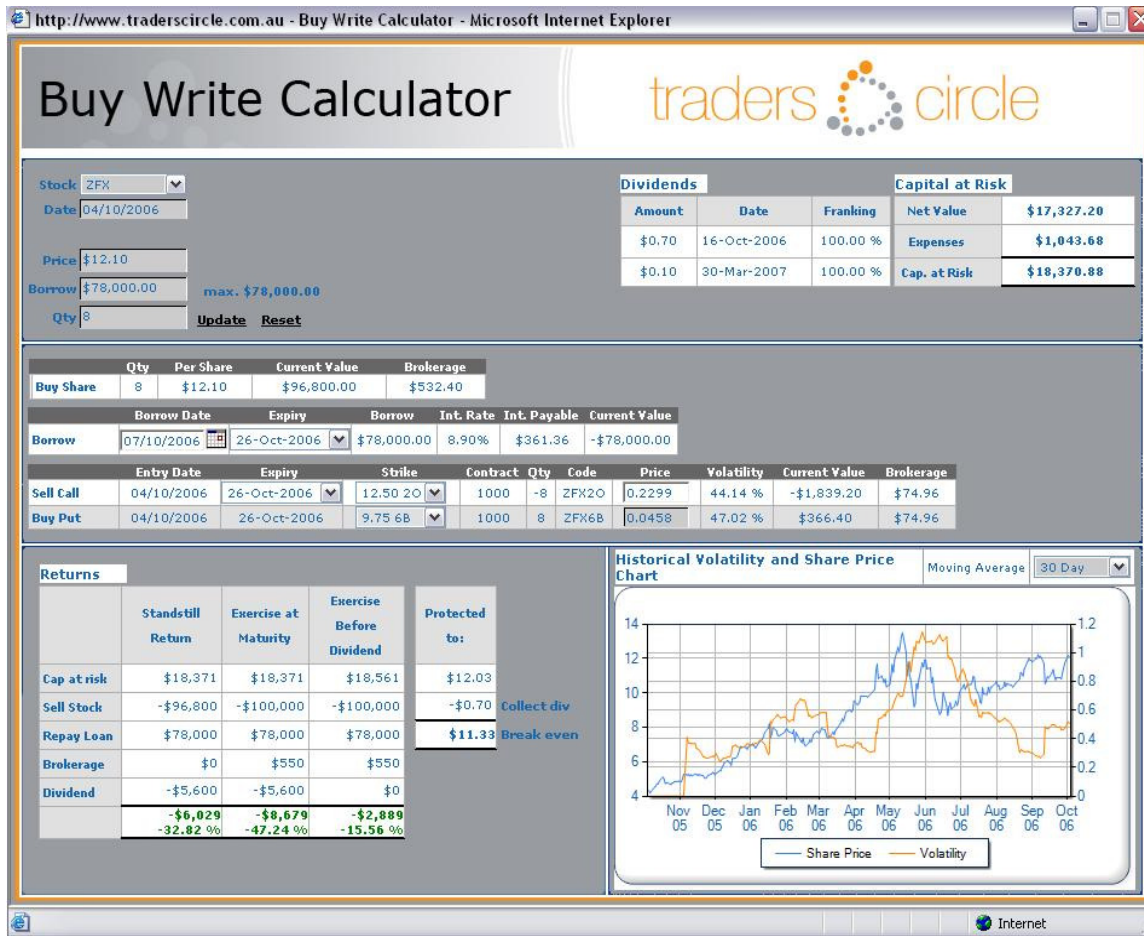 http://www.traderscircle.com.au - Buy Write Calculator - Microsoft Internet Explorer
Buy Write Calculator
traders circle
Stock ZFX
Date 04/10/2006
Price $12.10
Borrow $78,000.00 max. $78,000.00
Qty 8 Update Reset
Dividends
Amount Date Franking
$0.70 16-Oct-2006 100.00 %
$0.10 30-Mar-2007 100.00 %
Capital at Risk
Net Value $17,327.20
Expenses $1,043.68
Cap. at Risk $18,370.88
Qty Per Share Current Value Brokerage
Buy Share 8 $12.10 $96,800.00 $532.40
Borrow Date Expiry Borrow Int. Rate Int. Payable Current Value
Borrow 07/10/2006 26-Oct-2006 $78,000.00 8.90% $361.36 -$78,000.00
Entry Date Expiry Strike Contract Qty Code Price Volatility Current Value Brokerage
Sell Call 04/10/2006 26-Oct-2006 12.50 2O 1000 -8 ZFX2O 0.2299 44.14 % -$1,839.20 $74.96
Buy Put 04/10/2006 26-Oct-2006 9.75 6B 1000 8 ZFX6B 0.0458 47.02 % $366.40 $74.96
Returns
Standstill Return Exercise at Maturity Exercise Before Dividend Protected to:
Cap at risk $18,371 $18,371 $18,561 $12.03
Sell Stock -$96,800 -$100,000 -$100,000 -$0.70 Collect div
Repay Loan $78,000 $78,000 $78,000 $11.33 Break even
Brokerage $0 $550 $550
Dividend -$5,600 -$5,600 $0
-$6,029 -$8,679 -$2,889
-32.82 % -47.24 % -15.56 %
Historical Volatility and Share Price
Chart
Moving Average 30 Day
14 1.2
12 1
10 0.8
0.6
8 0.4
6 0.2
4 0
Nov Dec Jan Feb Mar Apr May Jun Jul Aug Sep Oct
05 05 06 06 06 06 06 06 06 06 06 06
Share Price Volatility
Internet